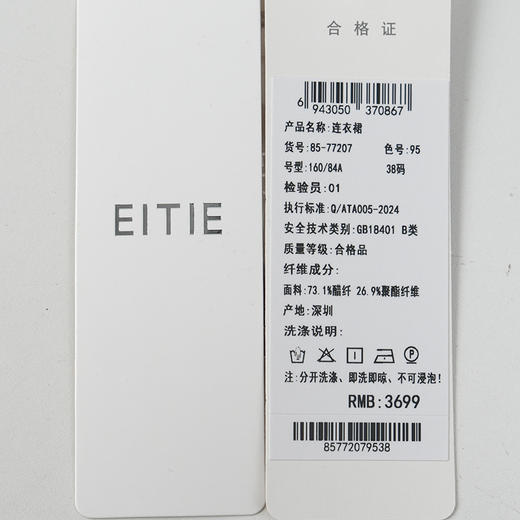 EITIE
合格证
6 943050 370867
产品名称:连衣裙
货号:85-77207 色号:95
号型:160/84A 38码
检验员:01
执行标准:Q/ATA005-2024
安全技术类别:GB18401 B类
质量等级:合格品
纤维成分:
面料:73.1%醋纤 26.9%聚酯纤维
产地:深圳
洗涤说明:
P
注:分开洗涤、即洗即晾、不可浸泡!
RMB:3699
85772079538